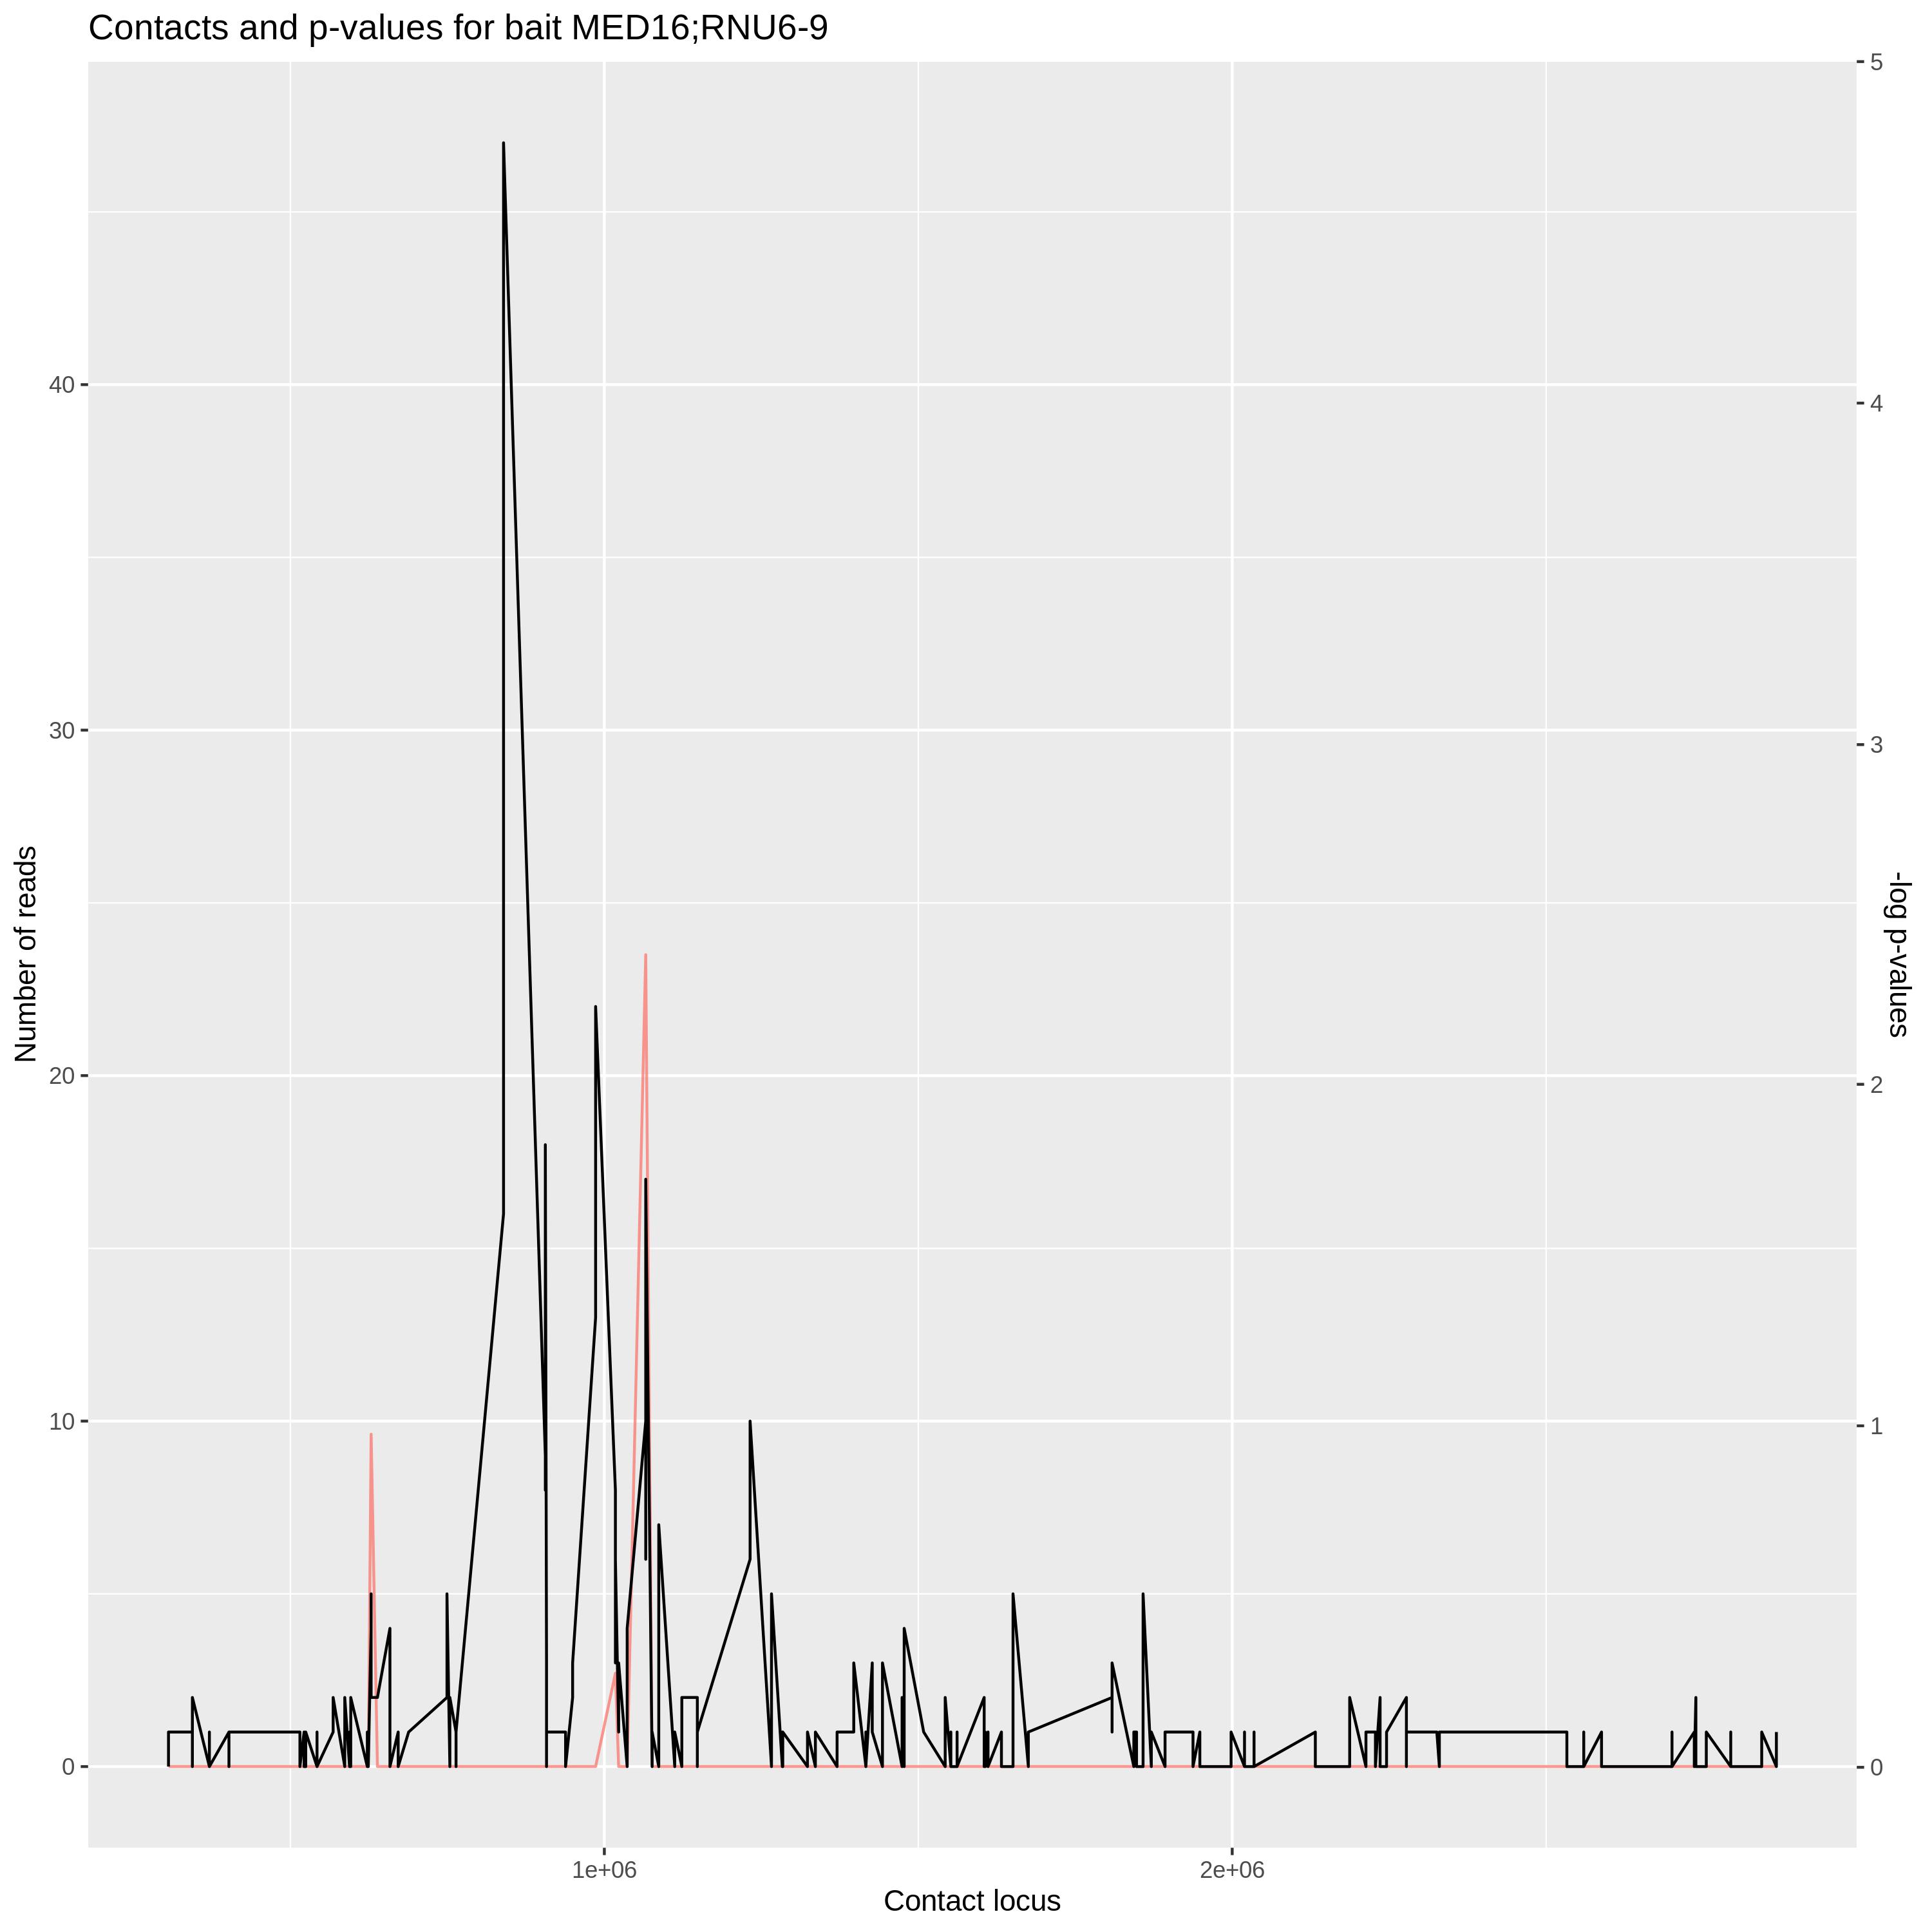 Contacts and p-values for bait MED16;RNU6-9
5
40
4
30
3
Number of reads
-log p-values
20
2
10
1
0
0
1e+06
2e+06
Contact locus